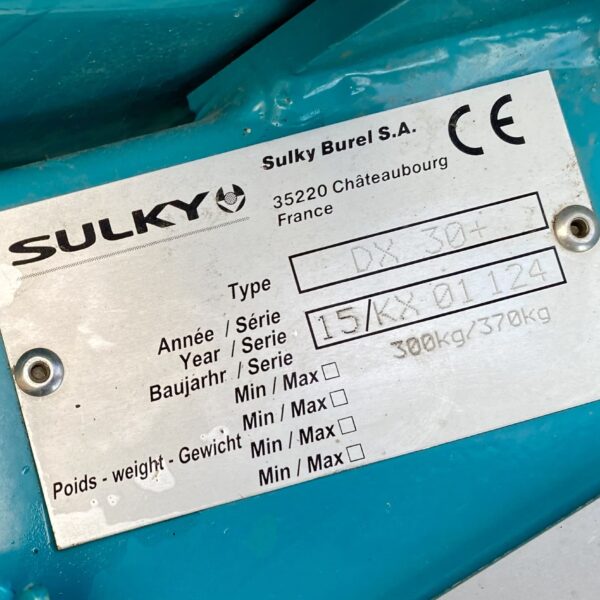 SULKY
Sulky Burel S.A.
35220 Châteaubourg
France
CE
Type DX 30+
Année / Série
Year / Serie
Baujarhr / Serie
15/KX 01 124
Min / Max 300kg/370kg
Min / Max
Poids - weight - Gewicht
Min / Max
Min / Max